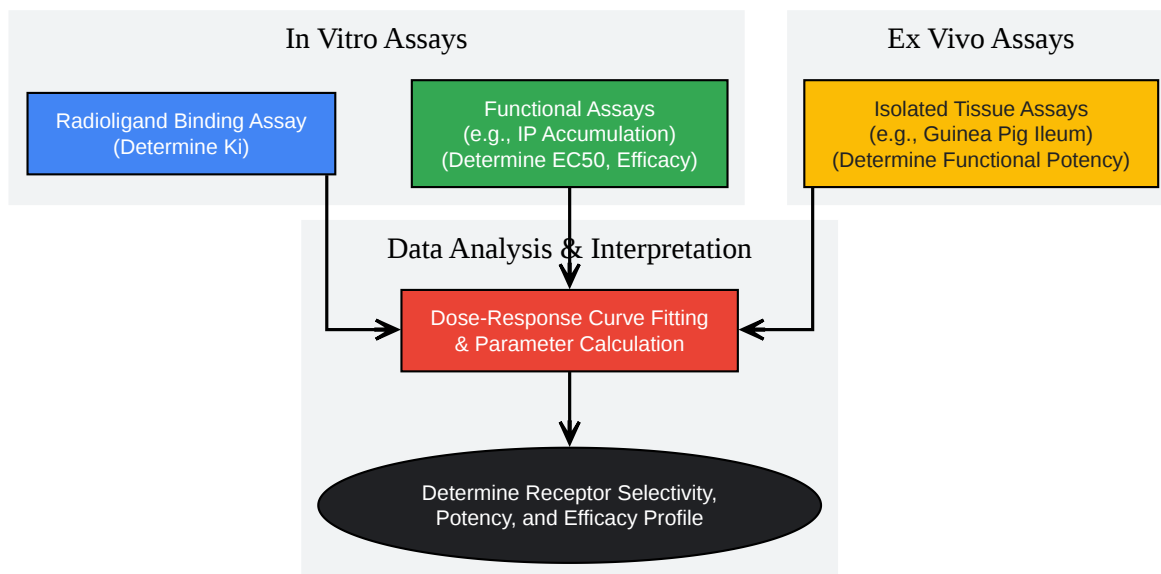 In Vitro Assays
Ex Vivo Assays
Radioligand Binding Assay
(Determine Ki)
Functional Assays
(e.g., IP Accumulation)
(Determine EC50, Efficacy)
Isolated Tissue Assays
(e.g., Guinea Pig Ileum)
(Determine Functional Potency)
Data Analysis & Interpretation
Dose-Response Curve Fitting
& Parameter Calculation
Determine Receptor Selectivity,
Potency, and Efficacy Profile